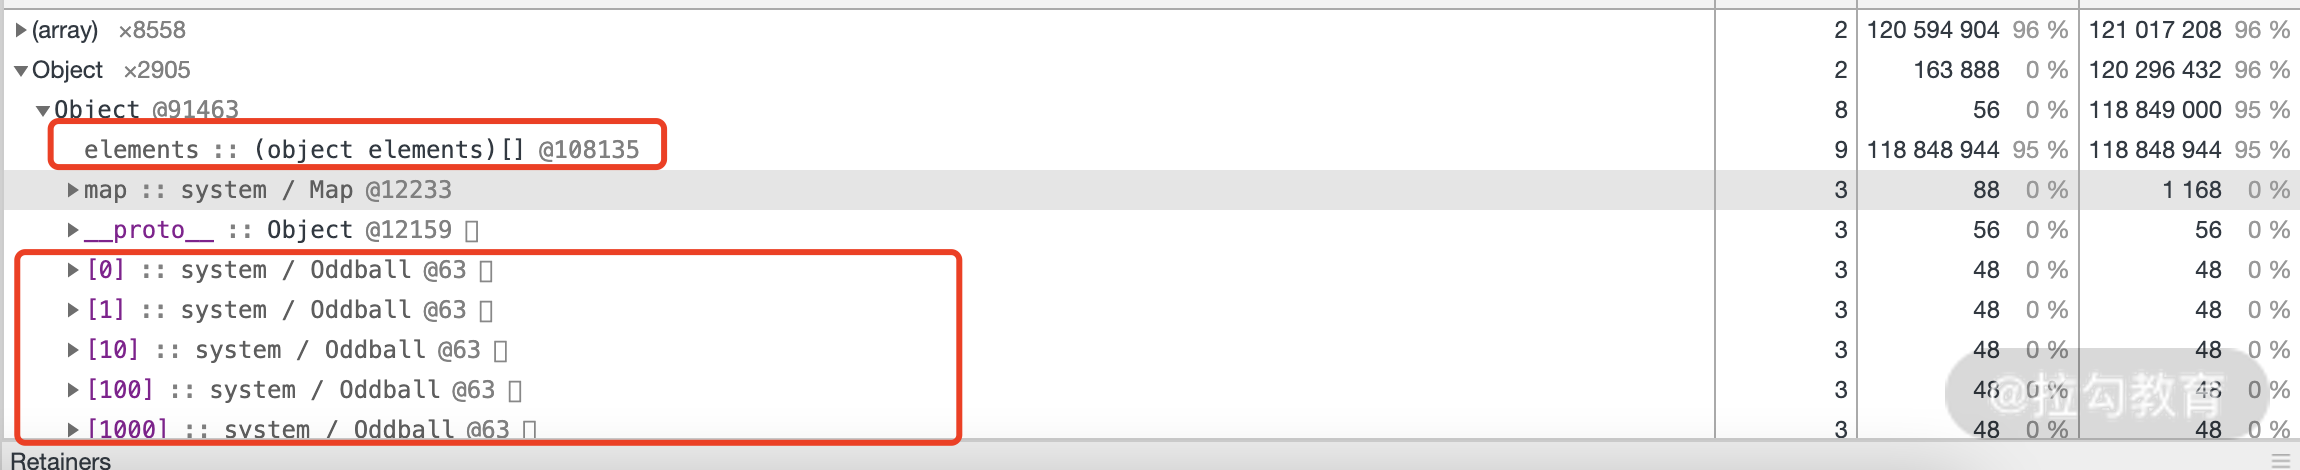 (array) ×8558 2 120 594 904 96 % 121 017 208 96 %
Object ×2905 2 163 888 0 % 120 296 432 96 %
Object @91463 8 56 0 % 118 849 000 95 %
elements :: (object elements)[] @108135 9 118 848 944 95 % 118 848 944 95 %
map :: system / Map @12233 3 88 0 % 1 168 0 %
__proto__ :: Object @12159 3 56 0 % 56 0 %
[0] :: system / Oddball @63 3 48 0 % 48 0 %
[1] :: system / Oddball @63 3 48 0 % 48 0 %
[10] :: system / Oddball @63 3 48 0 % 48 0 %
[100] :: system / Oddball @63 3 48 0 % 48 0 %
[1000] :: system / Oddball @63 3 48 0 % 48 0 %
@拉勾教育
Retainers